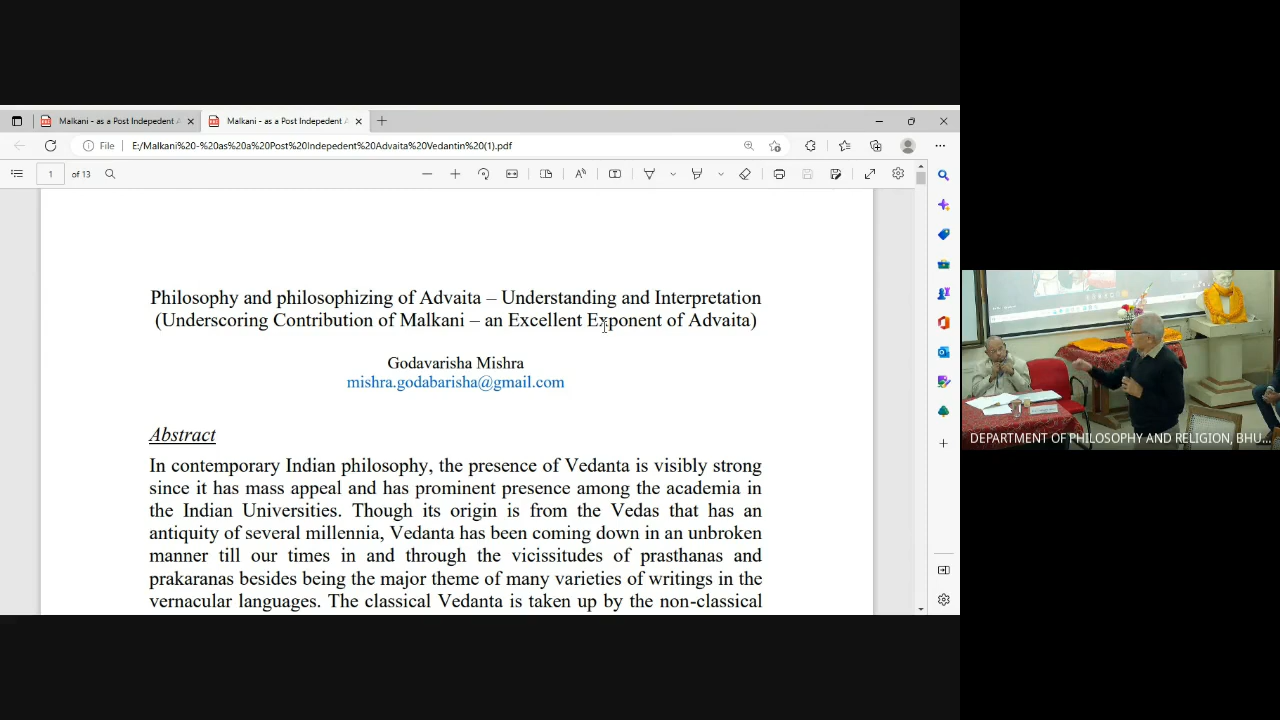 Malkani - as a Post Indepedent A
Malkani - as a Post Indepedent A
File
E:/Malkani%20-%20as%20a%20Post%20Indepedent%20Advaita%20Vedantin%20(1).pdf
1 of 13
Philosophy and philosophizing of Advaita – Understanding and Interpretation
(Underscoring Contribution of Malkani – an Excellent Exponent of Advaita)
Godavarisha Mishra
mishra.godabarisha@gmail.com
Abstract
In contemporary Indian philosophy, the presence of Vedanta is visibly strong
since it has mass appeal and has prominent presence among the academia in
the Indian Universities. Though its origin is from the Vedas that has an
antiquity of several millennia, Vedanta has been coming down in an unbroken
manner till our times in and through the vicissitudes of prasthanas and
prakaranas besides being the major theme of many varieties of writings in the
vernacular languages. The classical Vedanta is taken up by the non-classical
DEPARTMENT OF PHILOSOPHY AND RELIGION, BHU...